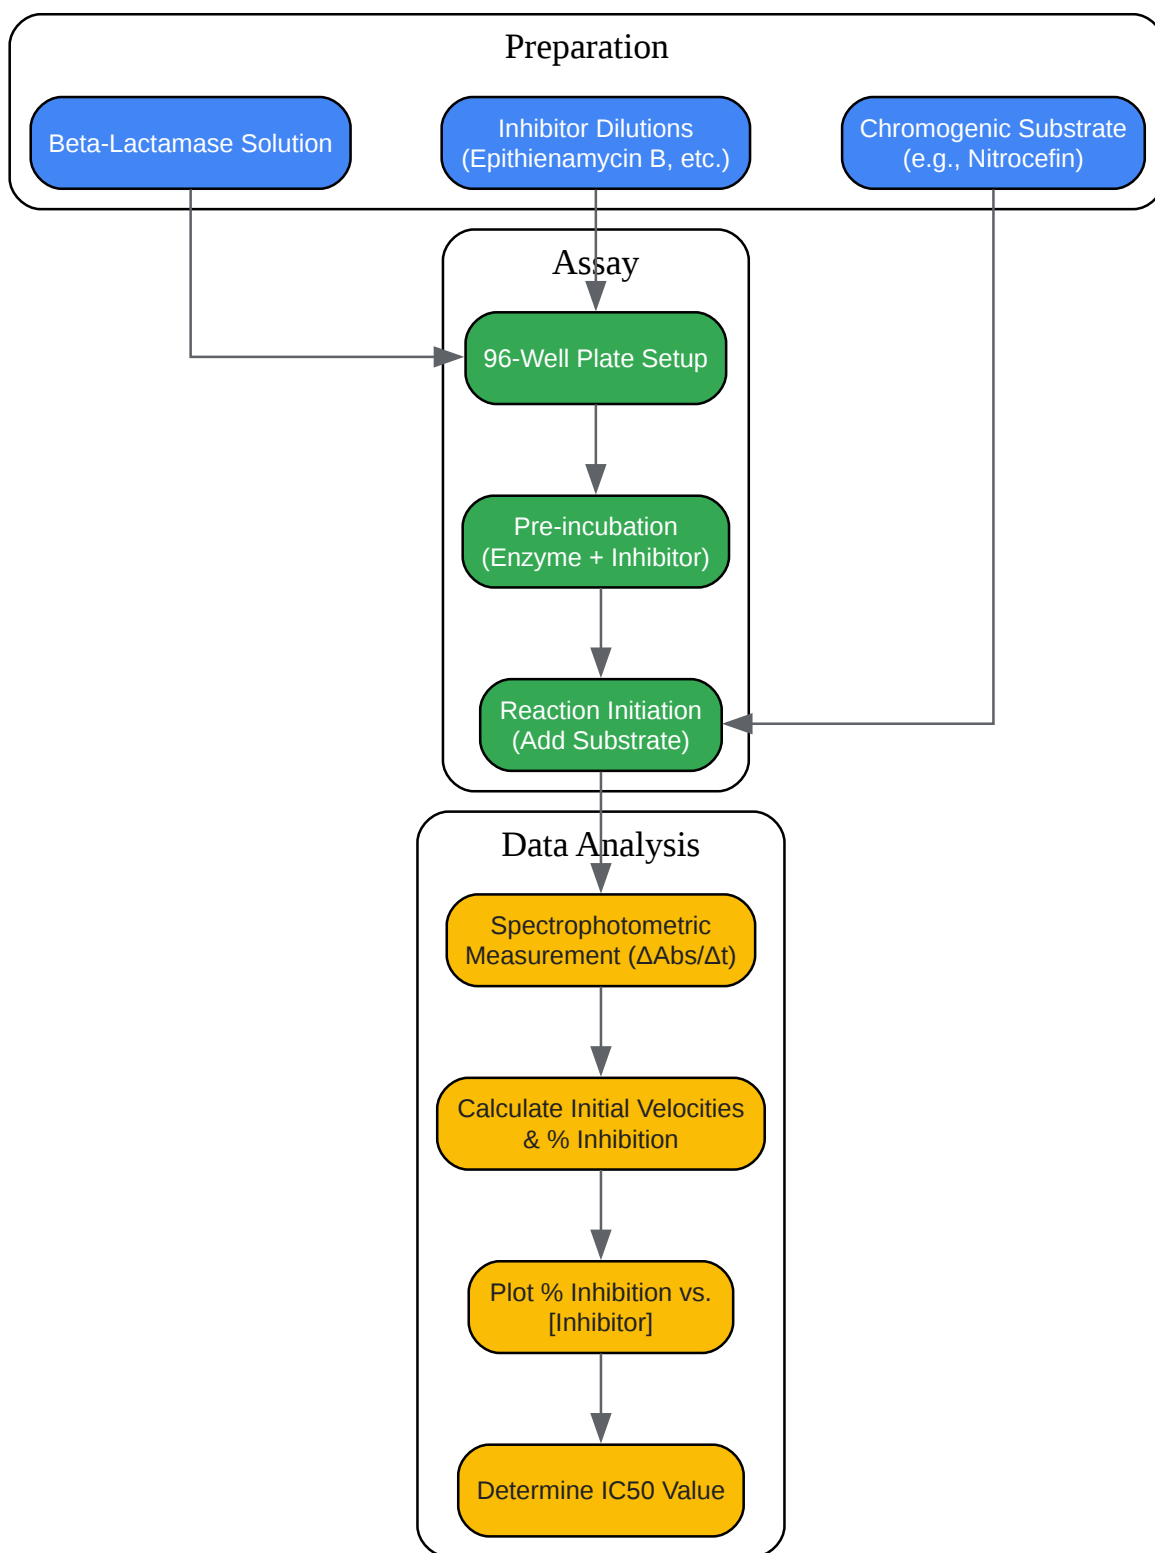 Preparation
Beta-Lactamase Solution
Inhibitor Dilutions
(Epithienamycin B, etc.)
Chromogenic Substrate
(e.g., Nitrocefin)
Assay
96-Well Plate Setup
Pre-incubation
(Enzyme + Inhibitor)
Reaction Initiation
(Add Substrate)
Data Analysis
Spectrophotometric
Measurement (ΔAbs/Δt)
Calculate Initial Velocities
& % Inhibition
Plot % Inhibition vs.
[Inhibitor]
Determine IC50 Value